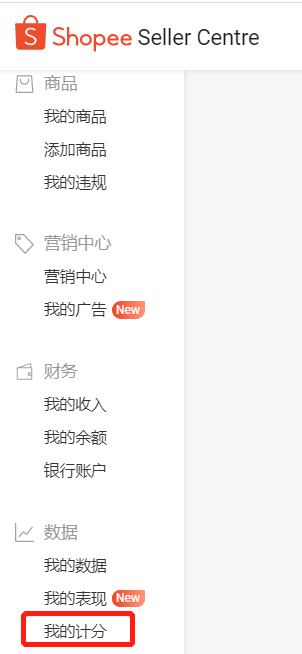 Shopee Seller Centre
商品
我的商品
添加商品
我的违规
营销中心
营销中心
我的广告 New
财务
我的收入
我的余额
银行账户
数据
我的数据
我的表现 New
我的计分